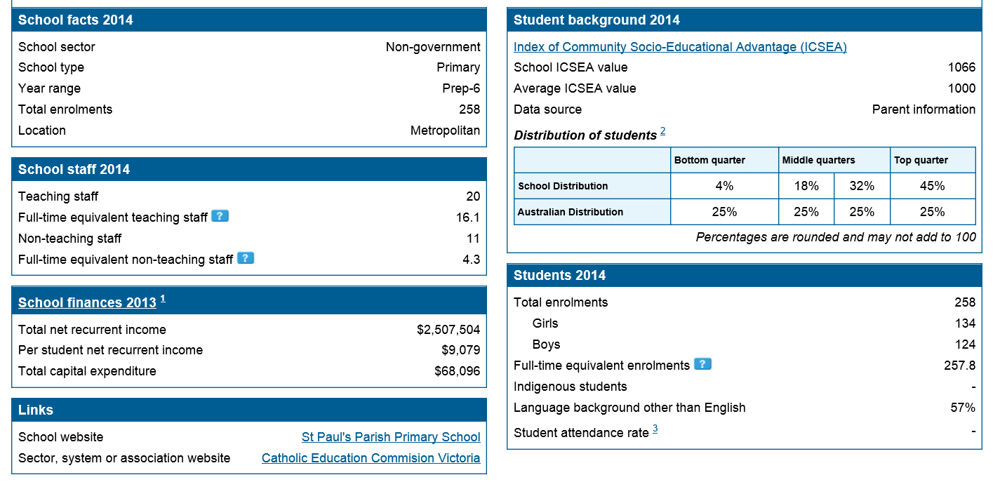 School facts 2014
School sector Non-government
School type Primary
Year range Prep-6
Total enrolments 258
Location Metropolitan
School staff 2014
Teaching staff 20
Full-time equivalent teaching staff ? 16.1
Non-teaching staff 11
Full-time equivalent non-teaching staff ? 4.3
School finances 2013 1
Total net recurrent income $2,507,504
Per student net recurrent income $9,079
Total capital expenditure $68,096
Links
School website St Paul's Parish Primary School
Sector, system or association website Catholic Education Commision Victoria
Student background 2014
Index of Community Socio-Educational Advantage (ICSEA)
School ICSEA value 1066
Average ICSEA value 1000
Data source Parent information
Distribution of students 2
Bottom quarter Middle quarters Top quarter
School Distribution 4% 18% 32% 45%
Australian Distribution 25% 25% 25% 25%
Percentages are rounded and may not add to 100
Students 2014
Total enrolments 258
Girls 134
Boys 124
Full-time equivalent enrolments ? 257.8
Indigenous students -
Language background other than English 57%
Student attendance rate 3 -